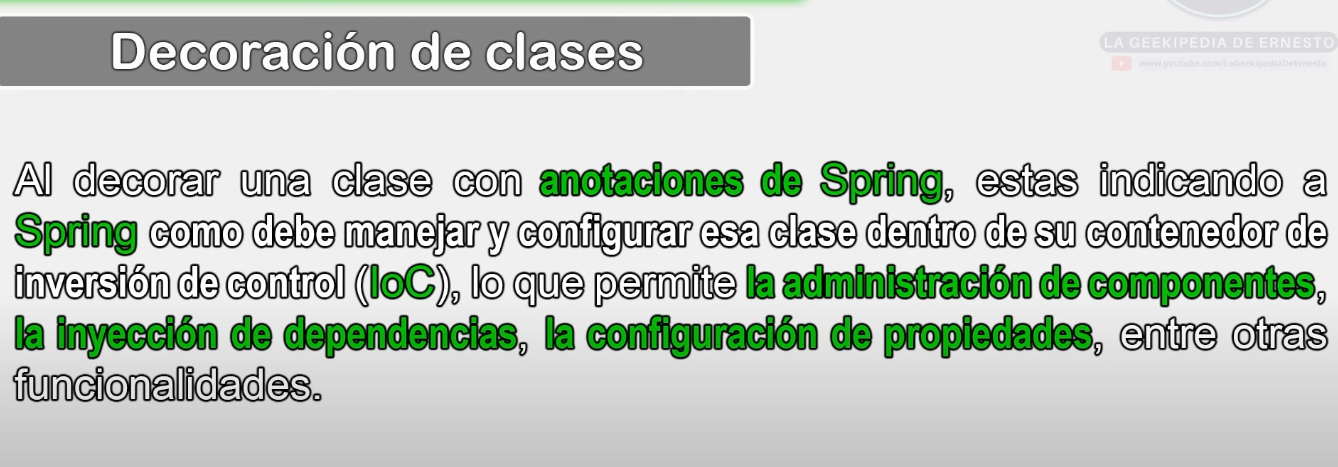 Decoración de clases
LA GEEKIPEDIA DE ERNESTO
www.youtube.com/LaGeekipediaDeErnesto
Al decorar una clase con anotaciones de Spring, estas indicando a
Spring como debe manejar y configurar esa clase dentro de su contenedor de
inversión de control (IoC), lo que permite la administración de componentes,
la inyección de dependencias, la configuración de propiedades, entre otras
funcionalidades.